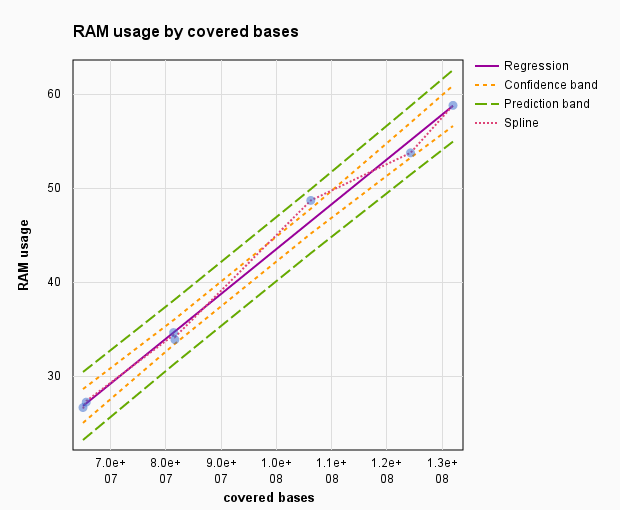 RAM usage by covered bases
Regression
Confidence band
Prediction band
Spline
RAM usage
60
50
40
30
7.0e+
07
8.0e+
07
9.0e+
07
1.0e+
08
1.1e+
08
1.2e+
08
1.3e+
08
covered bases